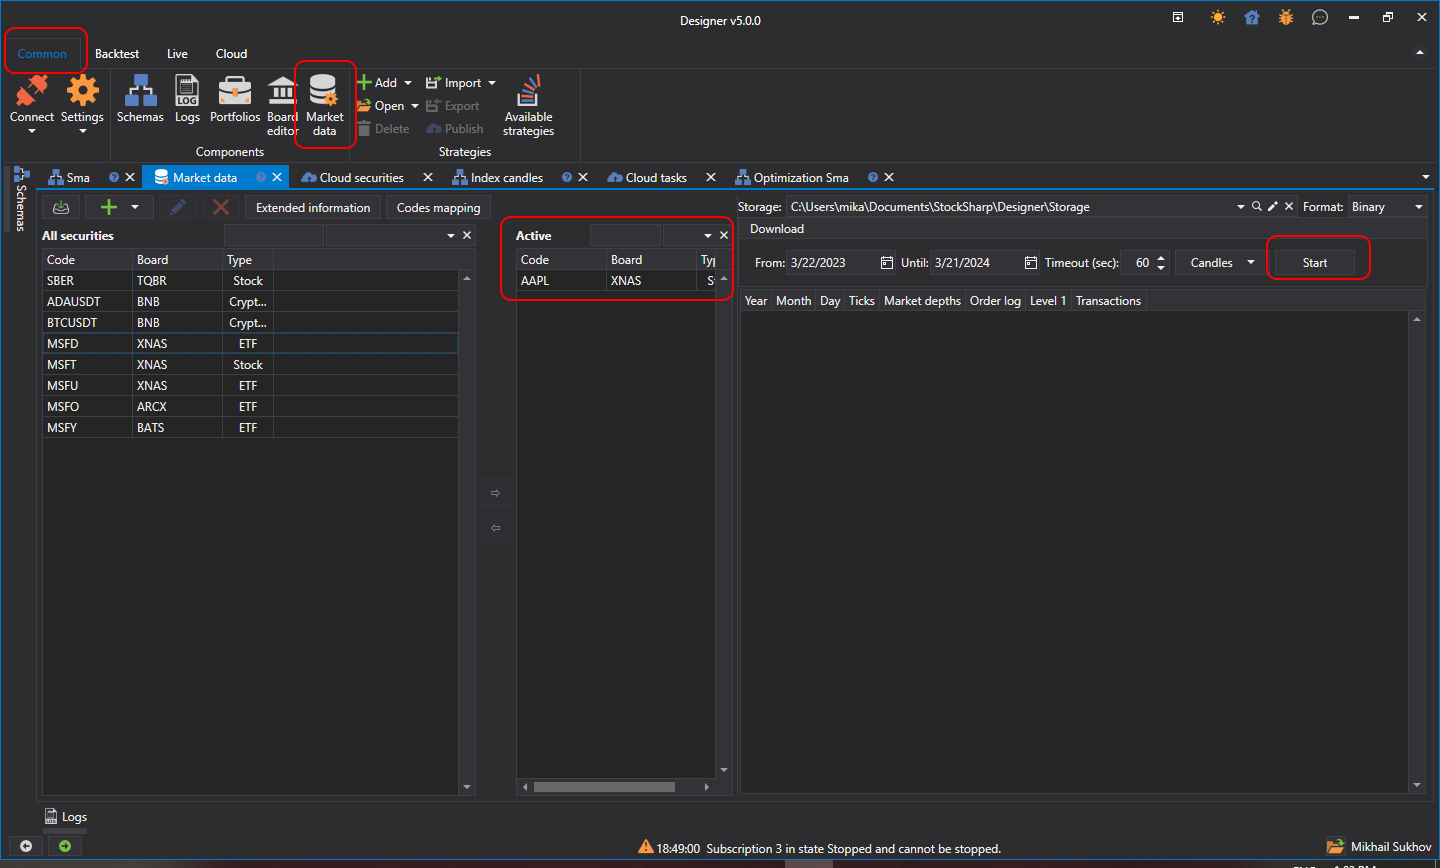 Designer v5.0.0
Common Backtest Live Cloud
Connect Settings Schemas LOG Logs Portfolios Board editor Market data
Add Import
Open Export
Delete Publish
Available strategies
Components Strategies
Schemas
Sma Market data Cloud securities Index candles Cloud tasks Optimization Sma
Extended information Codes mapping
Storage: C:\Users\mika\Documents\StockSharp\Designer\Storage Format: Binary
Download
All securities Active
From: 3/22/2023 Until: 3/21/2024 Timeout (sec): 60 Candles Start
Code Board Type
SBER TQBR Stock
ADAUSDT BNB Crypt...
BTCUSDT BNB Crypt...
MSFD XNAS ETF
MSFT XNAS Stock
MSFU XNAS ETF
MSFO ARCX ETF
MSFY BATS ETF
Code Board Ty
AAPL XNAS S
Year Month Day Ticks Market depths Order log Level 1 Transactions
Logs
18:49:00 Subscription 3 in state Stopped and cannot be stopped.
Mikhail Sukhov